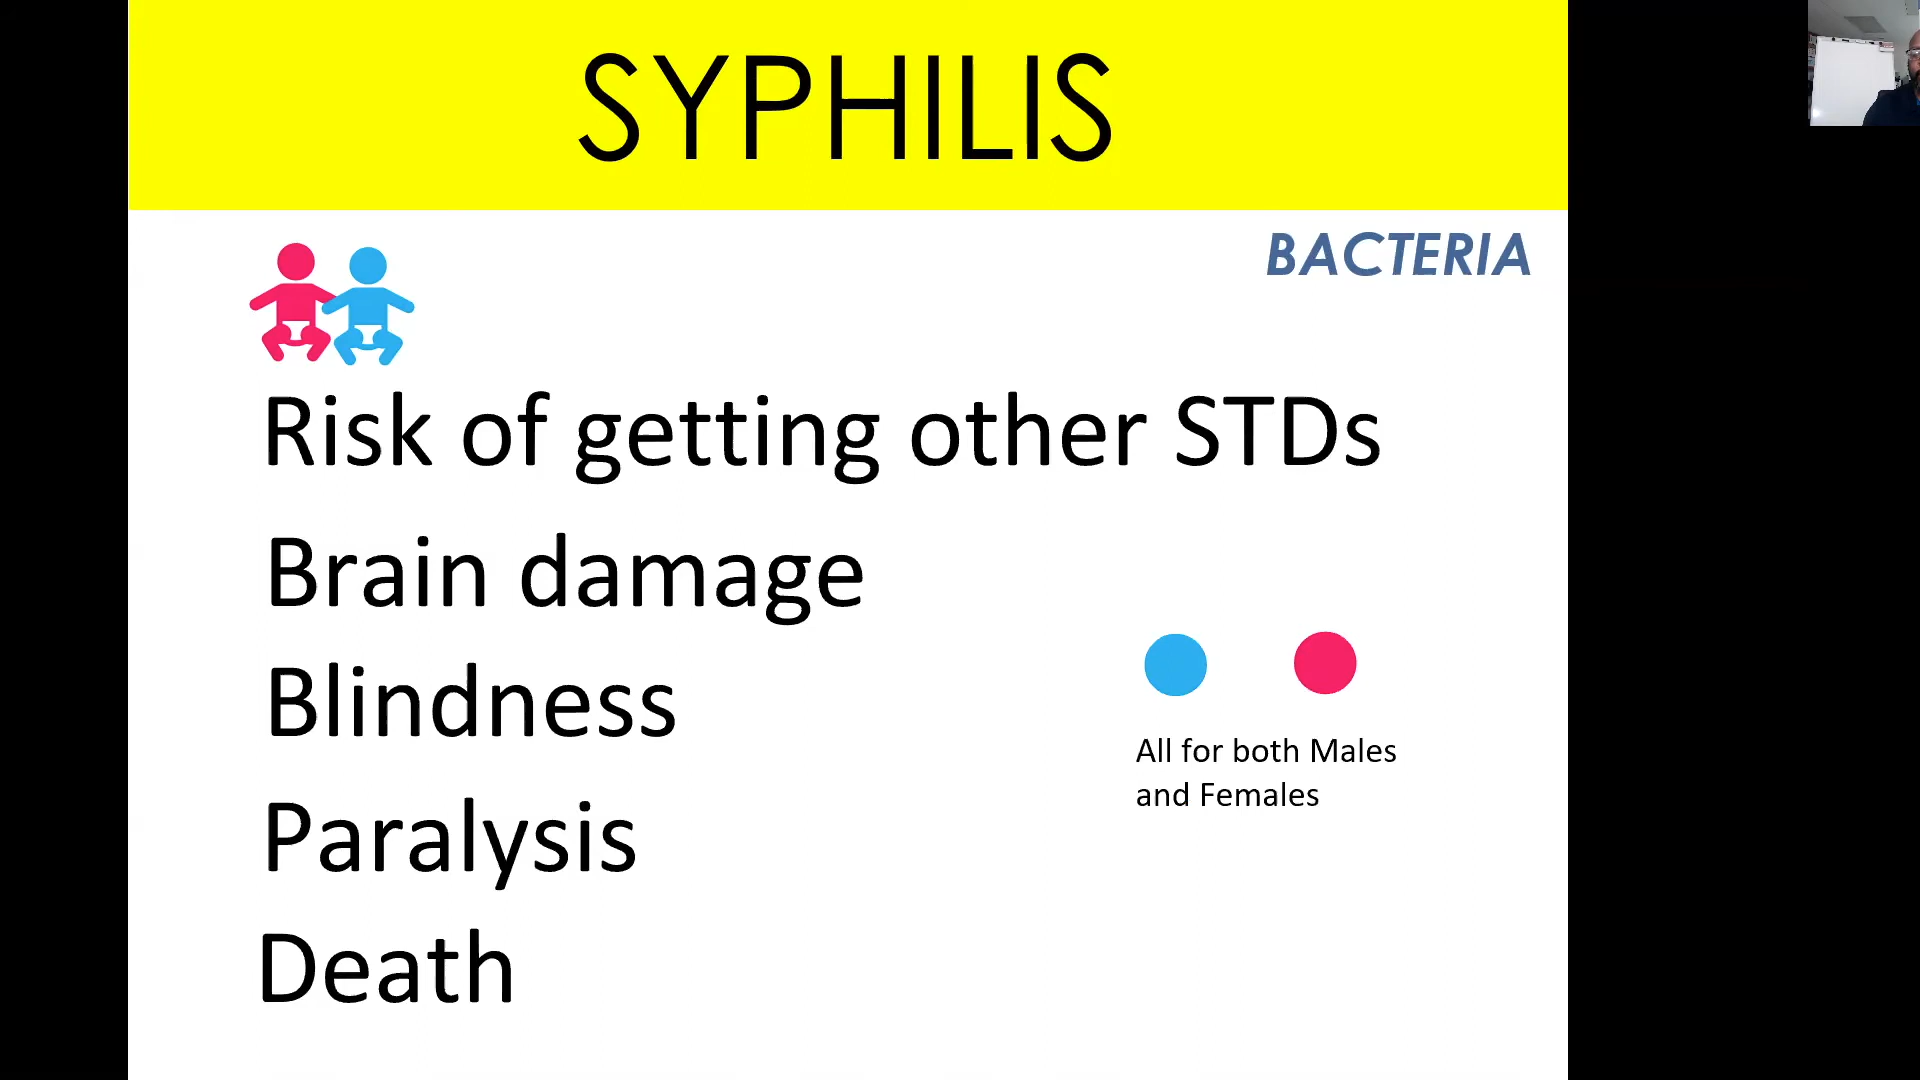 SYPHILIS
BACTERIA
Risk of getting other STDs
Brain damage
Blindness
Paralysis
Death
All for both Males
and Females